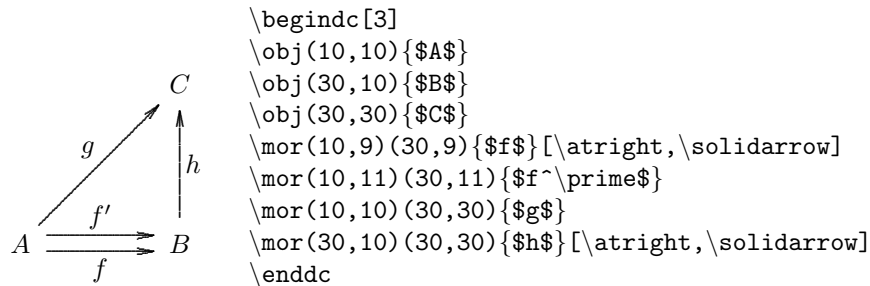 C
g
h
f′
A
B
f
\begindc[3]
\obj(10,10){$A$}
\obj(30,10){$B$}
\obj(30,30){$C$}
\mor(10,9)(30,9){$f$}[\atright,\solidarrow]
\mor(10,11)(30,11){$f^\prime$}
\mor(10,10)(30,30){$g$}
\mor(30,10)(30,30){$h$}[\atright,\solidarrow]
\enddc